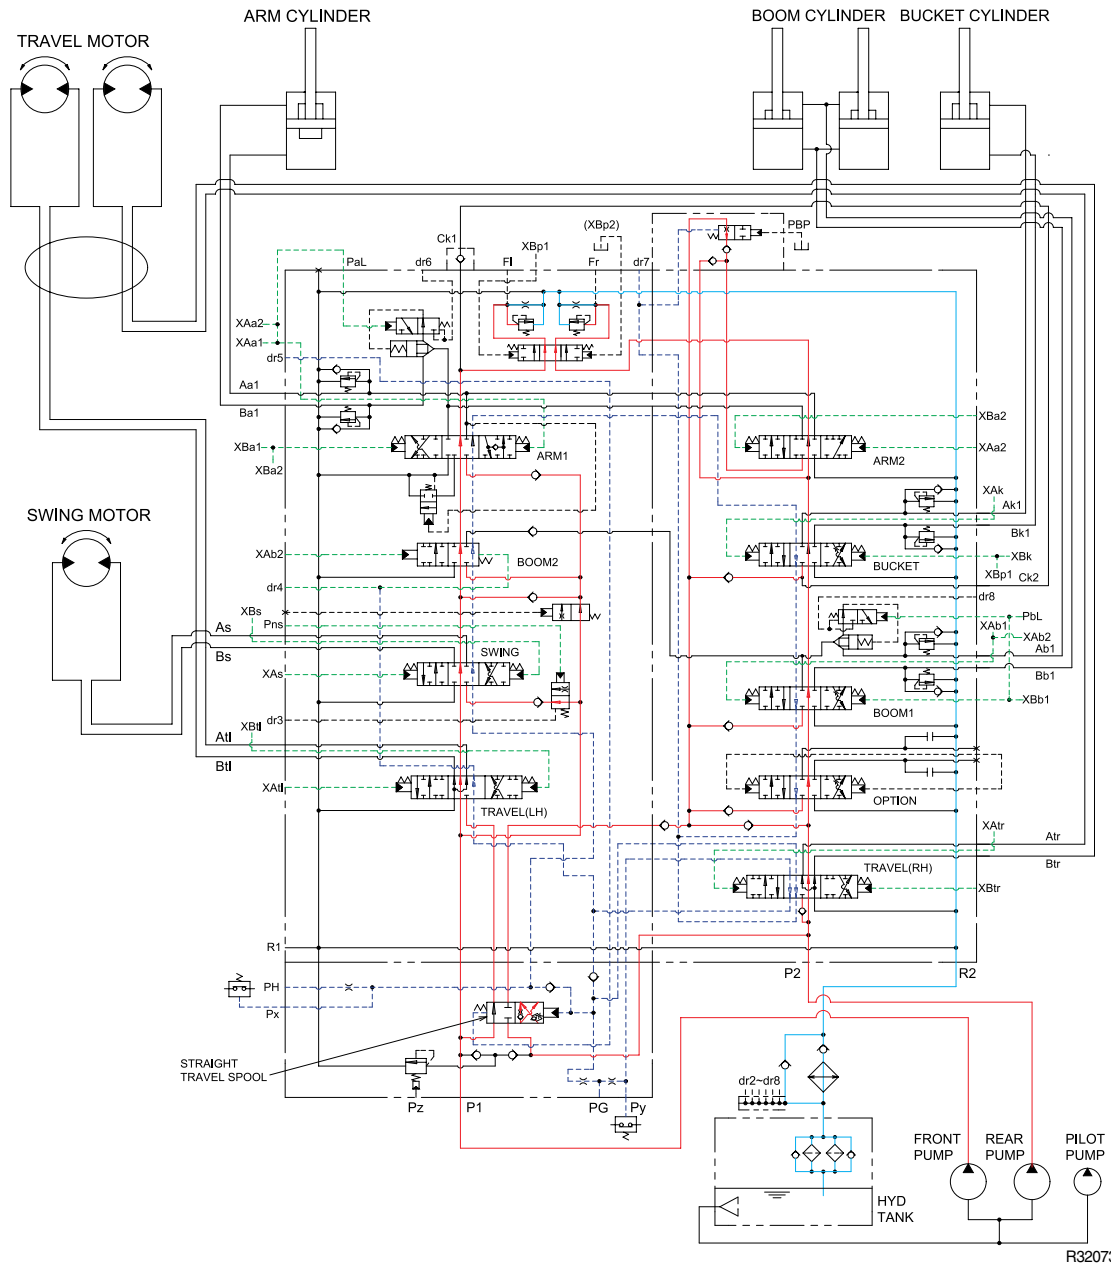 ARM CYLINDER
BOOM CYLINDER
BUCKET CYLINDER
TRAVEL MOTOR
(XBp2)
PBP
Ck1
XBp1
PaL
dr6
Fl
Fr
dr7
XAa2
XAa1
dr5
Aa1
Ba1
XBa2
XBa1
XBa2
ARM1
ARM2
XAa2
XAk
Ak1
SWING MOTOR
Bk1
XAb2
BOOM2
BUCKET
XBk
XBp1
Ck2
dr4
dr8
XBs
Pns
PbL
As
XAb1
XAb2
Bs
SWING
Ab1
XAs
Bb1
XBb1
BOOM1
dr3
XBtl
Atl
Btl
XAtl
TRAVEL(LH)
OPTION
XAtr
Atr
TRAVEL(RH)
Btr
XBtr
R1
P2
R2
PH
Px
STRAIGHT
TRAVEL SPOOL
dr2~dr8
Pz
P1
PG
Py
FRONT
PUMP
REAR
PUMP
PILOT
PUMP
HYD
TANK